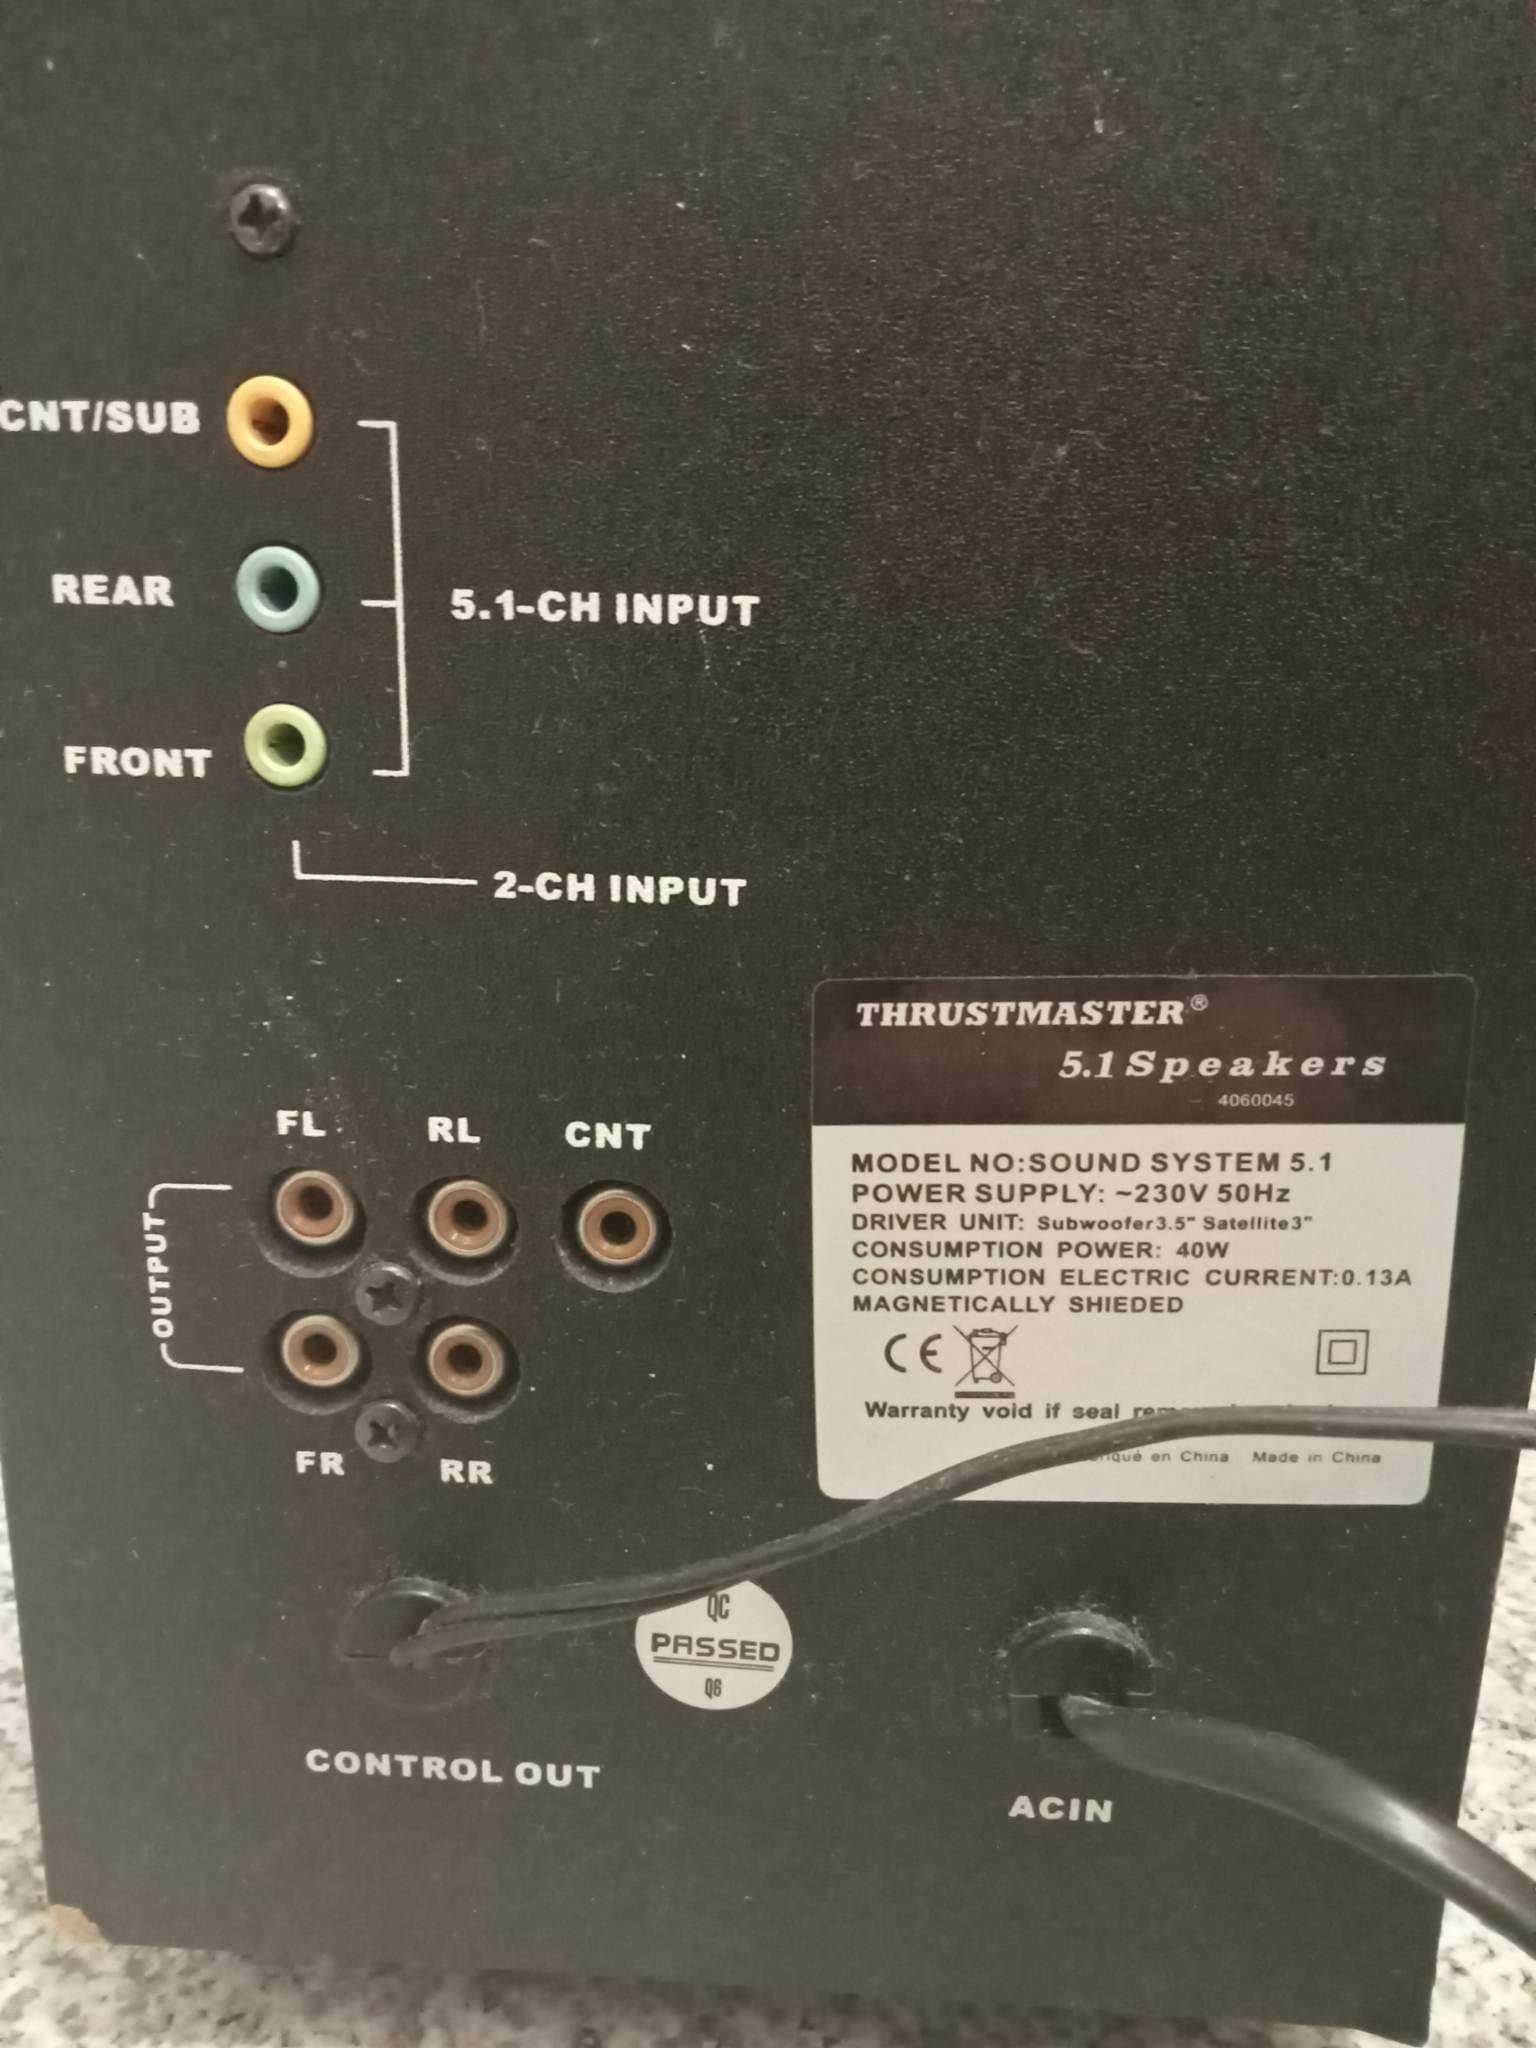 CNT/SUB
REAR
5.1-CH INPUT
FRONT
2-CH INPUT
THRUSTMASTER®
5.1 Speakers
4060045
FL RL CNT
MODEL NO:SOUND SYSTEM 5.1
POWER SUPPLY: ~230V 50Hz
DRIVER UNIT: Subwoofer3.5" Satellite3"
CONSUMPTION POWER: 40W
CONSUMPTION ELECTRIC CURRENT:0.13A
MAGNETICALLY SHIEDED
CE
Warranty void if seal
en China Made in China
OUTPUT
FR RR
QC
PASSED
Q6
CONTROL OUT
ACIN